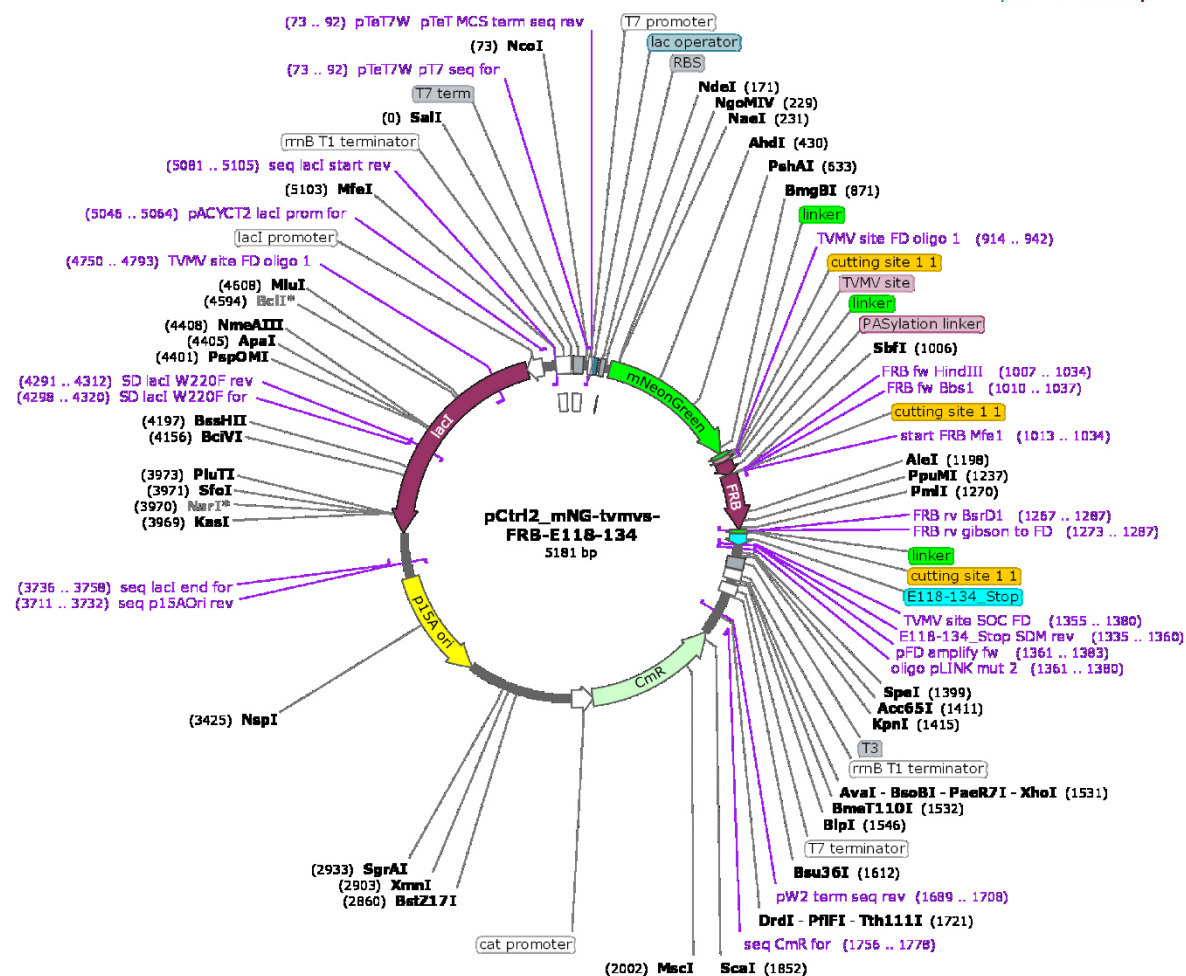 (73 .. 92) pTeT7W pTeT MCS term seq rev
(73) NcoI
(73 .. 92) pTeT7W pT7 seq for
T7 term
(0) SalI
rrnB T1 terminator
(5081 .. 5105) seq lacI start rev
(5103) MfeI
(5046 .. 5064) pACYCT2 lacI prom for
lacI promoter
(4750 .. 4793) TVMV site FD oligo 1
(4608) MluI
(4594) BclI*
(4408) NmeAIII
(4405) ApaI
(4401) PspOMI
(4291 .. 4312) SD lacI W220F rev
(4298 .. 4320) SD lacI W220F for
(4197) BssHII
(4156) BciVI
(3973) PluTI
(3971) SfoI
(3970) NarI*
(3969) KasI
(3736 .. 3758) seq lacI end for
(3711 .. 3732) seq p15AOri rev
(3425) NspI
(2933) SgrAI
(2903) XmnI
(2860) BstZ17I
cat promoter
(2002) MscI
T7 promoter
lac operator
RBS
NdeI (171)
NgoMIV (229)
NaeI (231)
AhdI (430)
PshAI (633)
BmgBI (871)
linker
TVMV site FD oligo 1 (914 .. 942)
cutting site 1 1
TVMV site
linker
PASylation linker
SbfI (1006)
FRB fw HindIII (1007 .. 1034)
FRB fw Bbs1 (1010 .. 1037)
cutting site 1 1
start FRB Mfe1 (1013 .. 1034)
AleI (1198)
PpuMI (1237)
PmlI (1270)
FRB rv BsrD1 (1267 .. 1287)
FRB rv gibson to FD (1273 .. 1287)
linker
cutting site 1 1
E118-134_Stop
TVMV site SOC FD (1355 .. 1380)
E118-134_Stop SDM rev (1335 .. 1360)
pFD amplify fw (1361 .. 1383)
oligo pLINK mut 2 (1361 .. 1380)
SpeI (1399)
Acc65I (1411)
KpnI (1415)
T3
rrnB T1 terminator
AvaI - BsoBI - PaeR7I - XhoI (1531)
BmeT110I (1532)
BlpI (1546)
T7 terminator
Bsu36I (1612)
pW2 term seq rev (1689 .. 1708)
DrdI - PflFI - Tth111I (1721)
seq CmR for (1756 .. 1778)
ScaI (1852)
mNeonGreen
FRB
CmR
p15A ori
lacI
pCtrl2_mNG-tvmvs-
FRB-E118-134
5181 bp